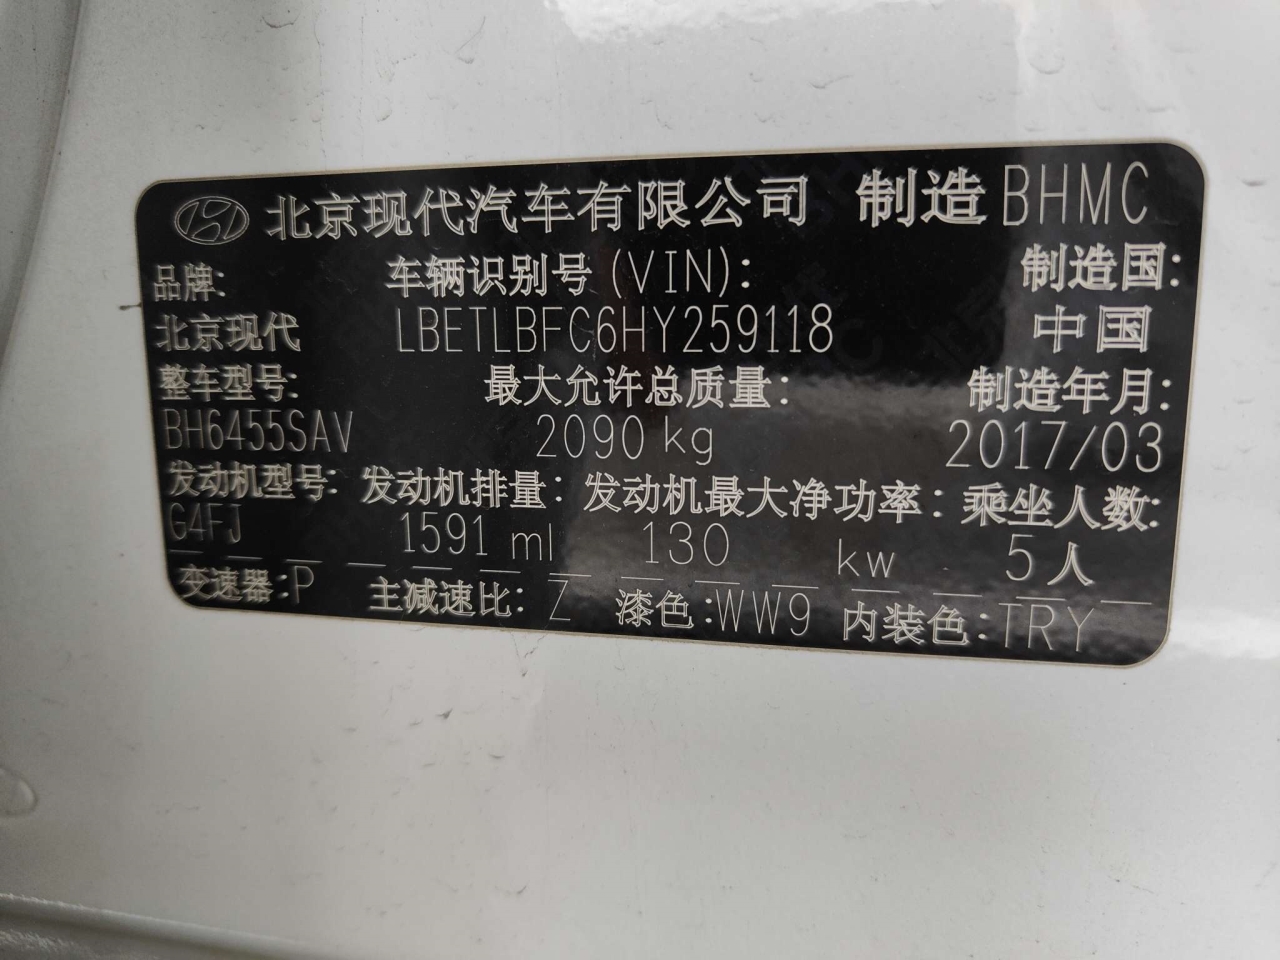 北京现代汽车有限公司 制造 BHMC
品牌: 车辆识别号(VIN): 制造国:
北京现代 LBETLBFC6HY259118 中国
整车型号: 最大允许总质量: 制造年月:
BH6455SAV 2090 kg 2017/03
发动机型号: 发动机排量: 发动机最大净功率: 乘坐人数:
G4FJ 1591 ml 130 kw 5人
变速器:P 主减速比: Z 漆色:WW9 内装色:TRY